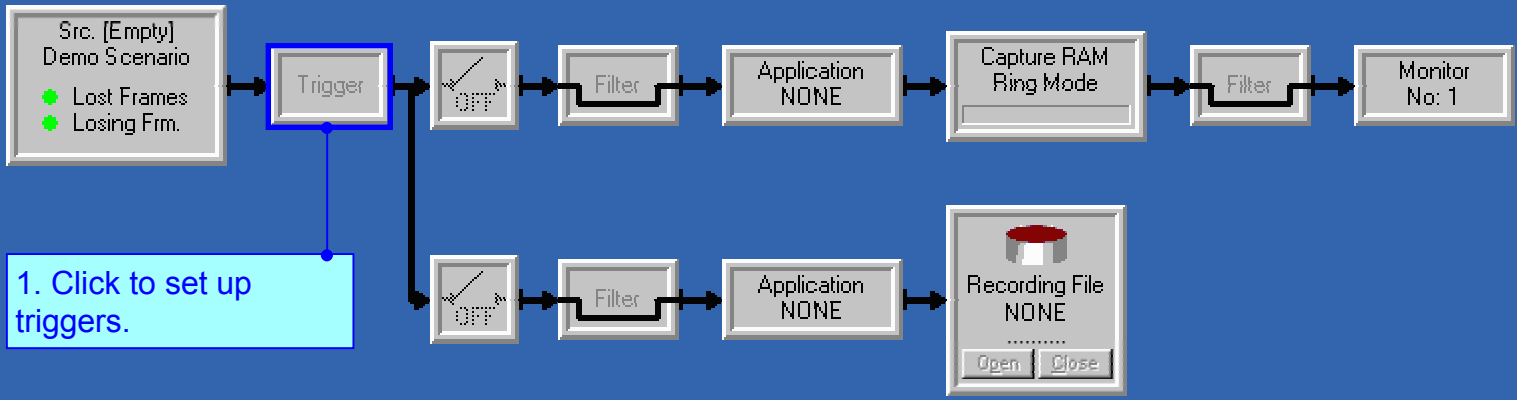 Src. [Empty]
Demo Scenario
Lost Frames
Losing Frm.
Trigger
OFF
Filter
Application
NONE
Capture RAM
Ring Mode
Filter
Monitor
No: 1
1. Click to set up
triggers.
OFF
Filter
Application
NONE
Recording File
NONE
..........
Open Close